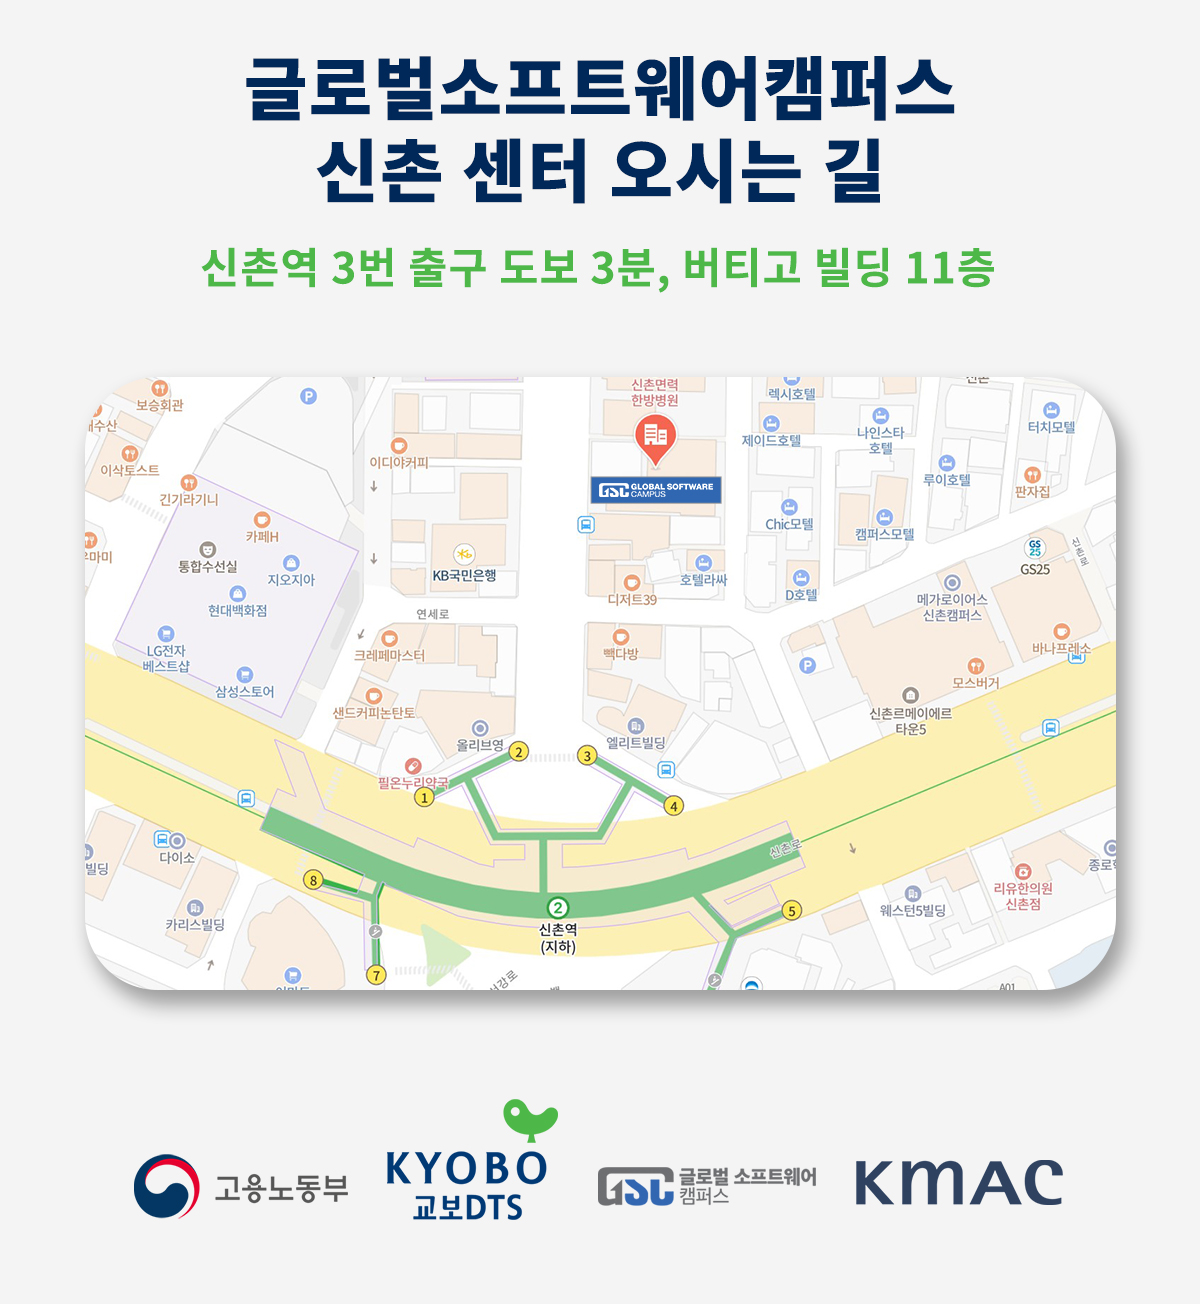 글로벌소프트웨어캠퍼스
신촌 센터 오시는 길
신촌역 3번 출구 도보 3분, 버티고 빌딩 11층
보승회관
P
신촌면력
한방병원
렉시호텔
터치모텔
제이드호텔
나인스타
호텔
이삭토스트
이디야커피
루이호텔
판자집
긴기라기니
GSC GLOBAL SOFTWARE
CAMPUS
카페H
Chic모텔
캠퍼스모텔
통합수선실
지오지아
KB국민은행
호텔라싸
GS
25
GS25
현대백화점
디저트39
D호텔
메가로이어스
신촌캠퍼스
연세로
LG전자
베스트샵
크레페마스터
빽다방
P
바나프레소
삼성스토어
모스버거
샌드커피논탄토
신촌르메이에르
타운5
올리브영
2
3
엘리트빌딩
필온누리약국
1
4
다이소
신촌로
빌딩
8
리유한의원
신촌점
카리스빌딩
2
신촌역
(지하)
5
웨스턴5빌딩
7
서강로
A01
고용노동부
KYOBO
교보DTS
GSC 글로벌 소프트웨어
캠퍼스
KMAC